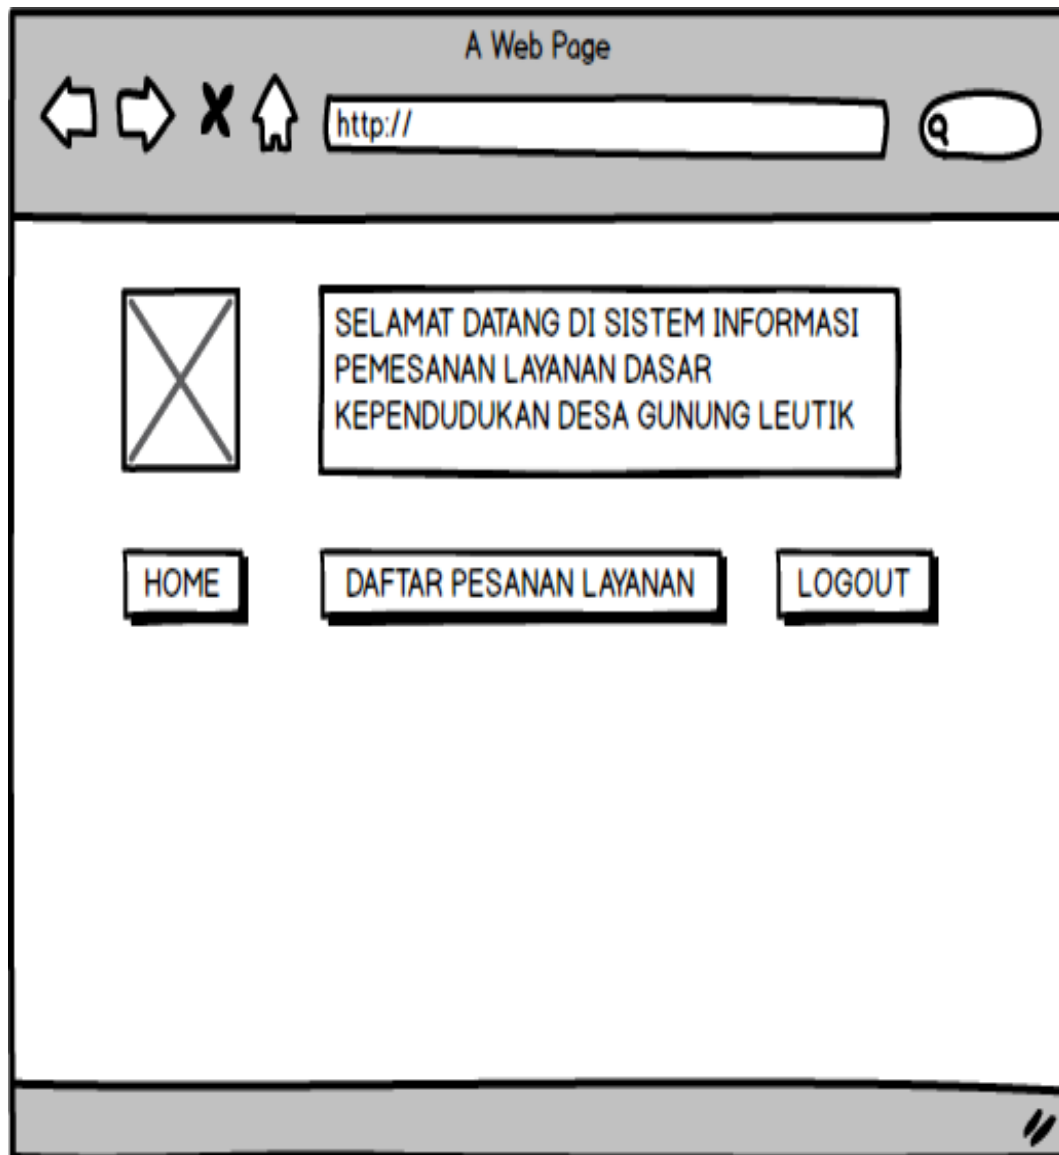 A Web Page
http://
SELAMAT DATANG DI SISTEM INFORMASI
PEMESANAN LAYANAN DASAR
KEPENDUDUKAN DESA GUNUNG LEUTIK
HOME
DAFTAR PESANAN LAYANAN
LOGOUT